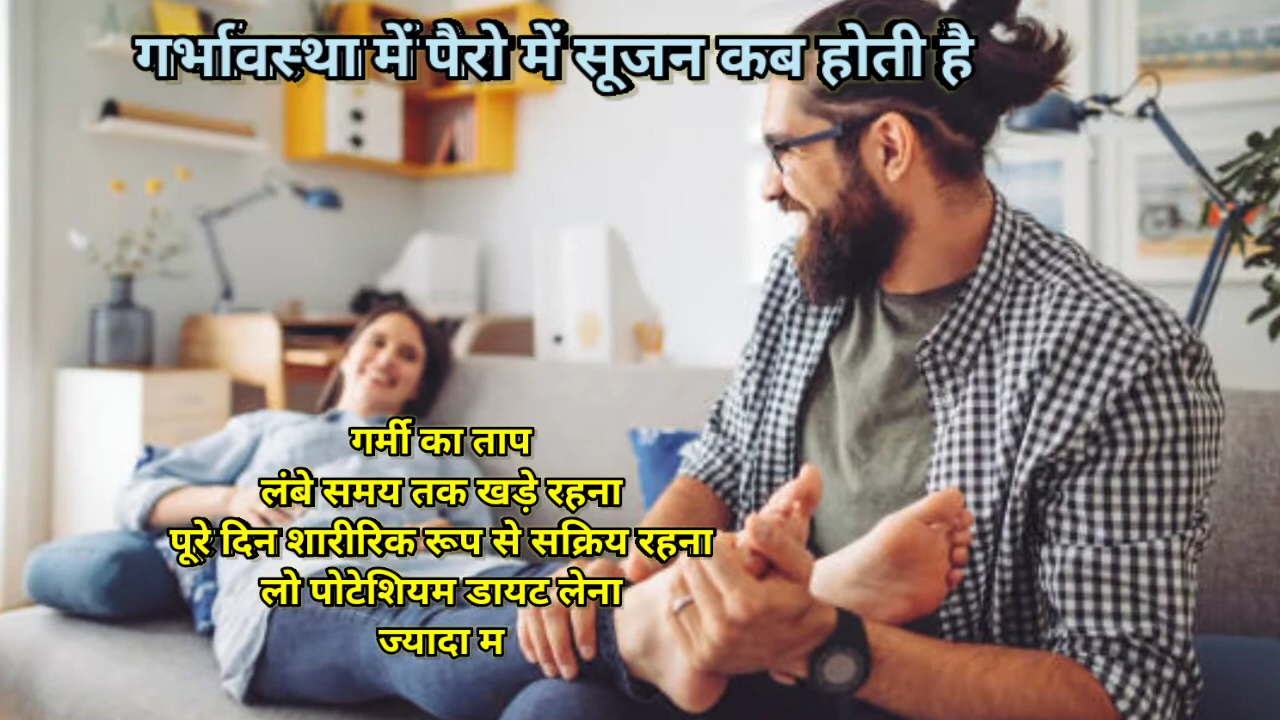 गर्भावस्था में पैरो में सूजन कब होती है
गर्मी का ताप
लंबे समय तक खड़े रहना
पूरे दिन शारीरिक रूप से सक्रिय रहना
लो पोटेशियम डायट लेना
ज्यादा म